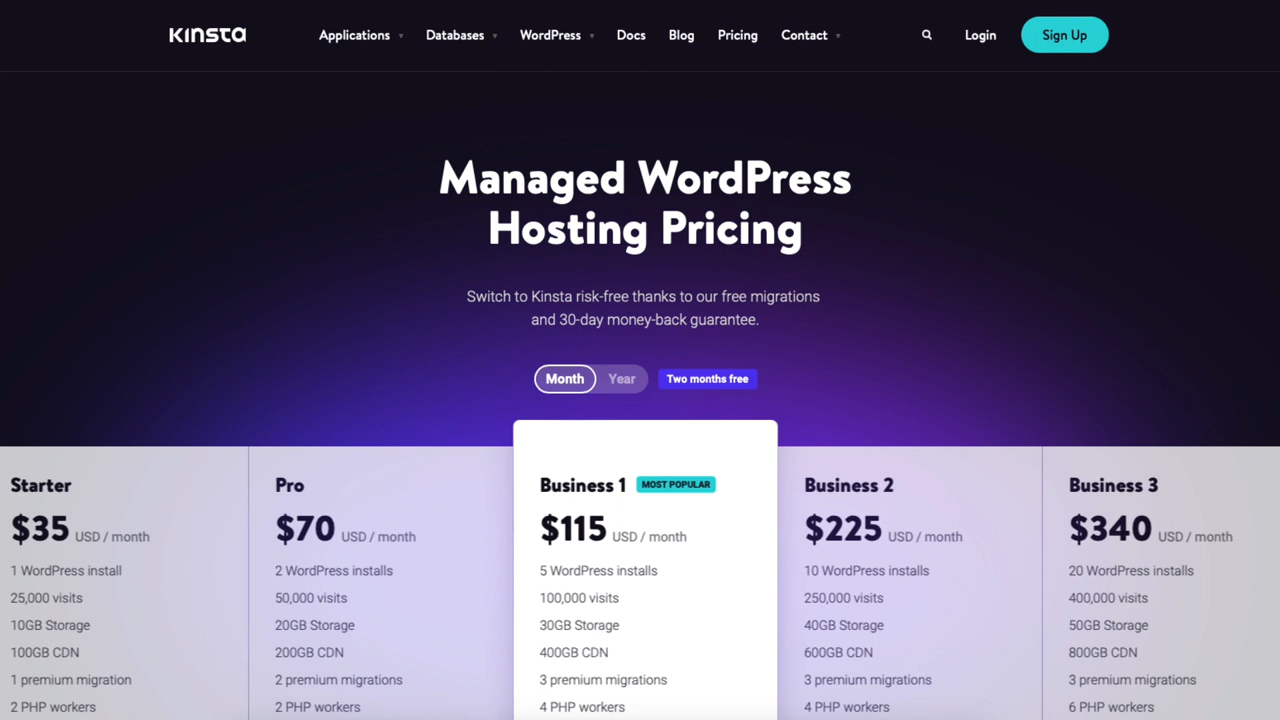 KINSTA
Applications
Databases
WordPress
Docs
Blog
Pricing
Contact
Login
Sign Up
Managed WordPress
Hosting Pricing
Switch to Kinsta risk-free thanks to our free migrations
and 30-day money-back guarantee.
Month
Year
Two months free
Starter
$35 USD / month
1 WordPress install
25,000 visits
10GB Storage
100GB CDN
1 premium migration
2 PHP workers
Pro
$70 USD / month
2 WordPress installs
50,000 visits
20GB Storage
200GB CDN
2 premium migrations
2 PHP workers
Business 1 MOST POPULAR
$115 USD / month
5 WordPress installs
100,000 visits
30GB Storage
400GB CDN
3 premium migrations
4 PHP workers
Business 2
$225 USD / month
10 WordPress installs
250,000 visits
40GB Storage
600GB CDN
3 premium migrations
4 PHP workers
Business 3
$340 USD / month
20 WordPress installs
400,000 visits
50GB Storage
800GB CDN
3 premium migrations
6 PHP workers